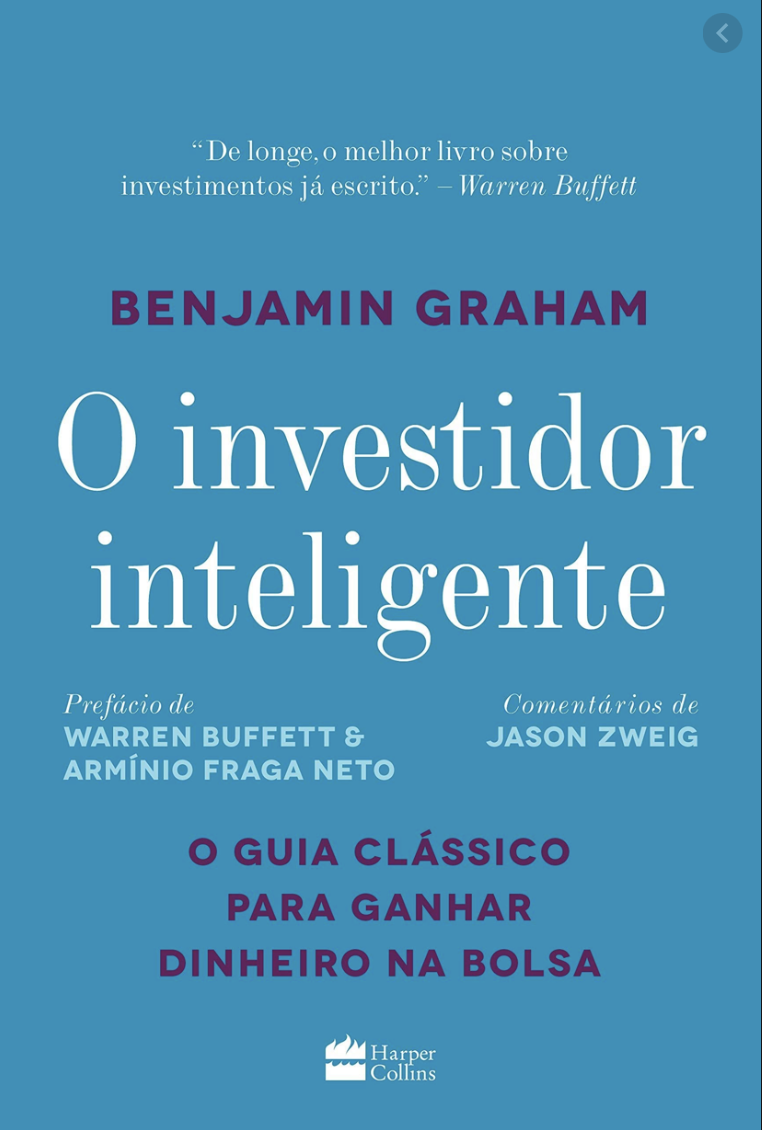 “De longe, o melhor livro sobre
investimentos já escrito.” – Warren Buffett
BENJAMIN GRAHAM
O investidor
inteligente
Prefácio de
WARREN BUFFETT &
ARMÍNIO FRAGA NETO
Comentários de
JASON ZWEIG
O GUIA CLÁSSICO
PARA GANHAR
DINHEIRO NA BOLSA
Harper
Collins